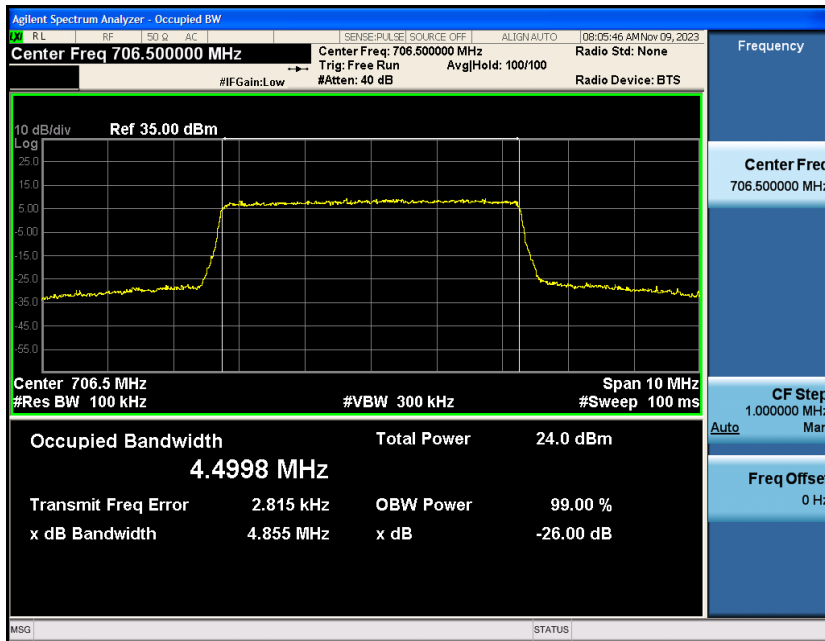 Agilent Spectrum Analyzer - Occupied BW
LXI RL RF 50 Ω AC SENSE:PULSE SOURCE OFF ALIGN AUTO 08:05:46 AM Nov 09, 2023
Center Freq 706.500000 MHz
Center Freq: 706.500000 MHz
Radio Std: None
Trig: Free Run Avg|Hold: 100/100
#IFGain:Low #Atten: 40 dB Radio Device: BTS
10 dB/div Ref 35.00 dBm
Log
25.0
15.0
5.00
-5.00
-15.0
-25.0
-35.0
-45.0
-55.0
Center 706.5 MHz Span 10 MHz
#Res BW 100 kHz #VBW 300 kHz #Sweep 100 ms
Occupied Bandwidth Total Power 24.0 dBm
4.4998 MHz
Transmit Freq Error 2.815 kHz OBW Power 99.00 %
x dB Bandwidth 4.855 MHz x dB -26.00 dB
MSG STATUS
Frequency
Center Freq
706.500000 MHz
CF Step
1.000000 MHz
Auto Man
Freq Offset
0 Hz